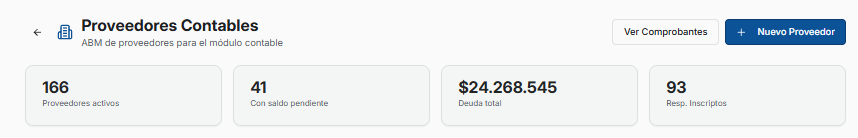 Proveedores Contables
ABM de proveedores para el módulo contable
Ver Comprobantes
+ Nuevo Proveedor
166
Proveedores activos
41
Con saldo pendiente
$24.268.545
Deuda total
93
Resp. Inscriptos